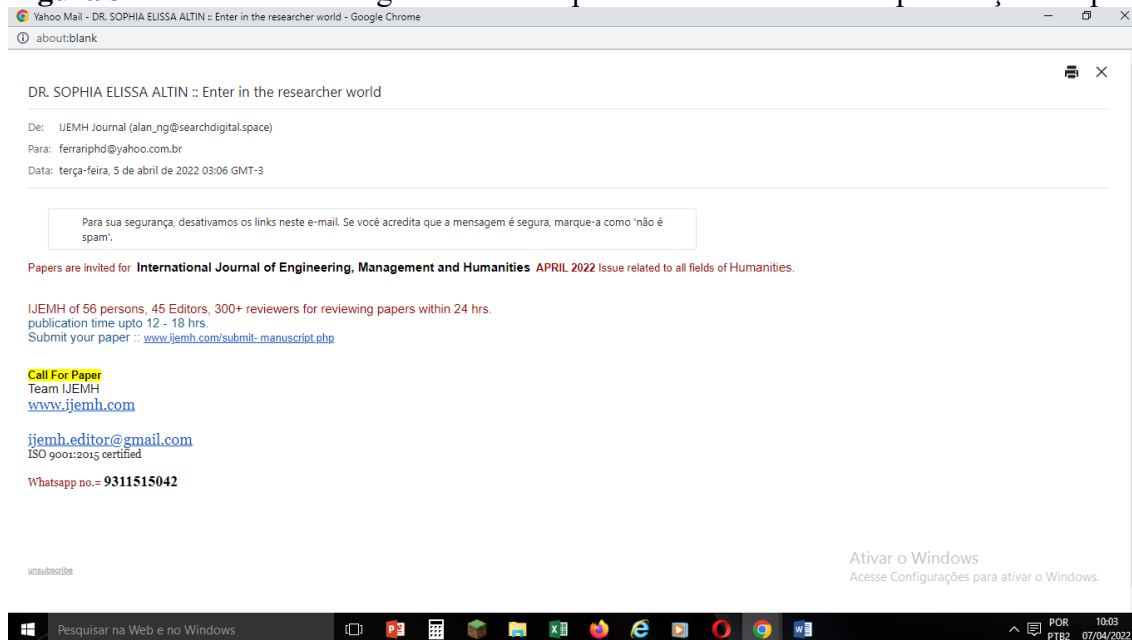 Yahoo Mail - DR. SOPHIA ELISSA ALTIN :: Enter in the researcher world - Google Chrome
about:blank
DR. SOPHIA ELISSA ALTIN :: Enter in the researcher world
De: IJEMH Journal (alan_ng@searchdigital.space)
Para: ferrariphd@yahoo.com.br
Data: terça-feira, 5 de abril de 2022 03:06 GMT-3
Para sua segurança, desativamos os links neste e-mail. Se você acredita que a mensagem é segura, marque-a como 'não é
spam'.
Papers are invited for International Journal of Engineering, Management and Humanities APRIL 2022 Issue related to all fields of Humanities.
IJEMH of 56 persons, 45 Editors, 300+ reviewers for reviewing papers within 24 hrs.
publication time upto 12 - 18 hrs.
Submit your paper :: www.ijemh.com/submit- manuscript.php
Call For Paper
Team IJEMH
www.ijemh.com
ijemh.editor@gmail.com
ISO 9001:2015 certified
Whatsapp no.= 9311515042
unsubscribe
Ativar o Windows
Acesse Configurações para ativar o Windows.
Pesquisar na Web e no Windows
POR 10:03
PTB2 07/04/2022